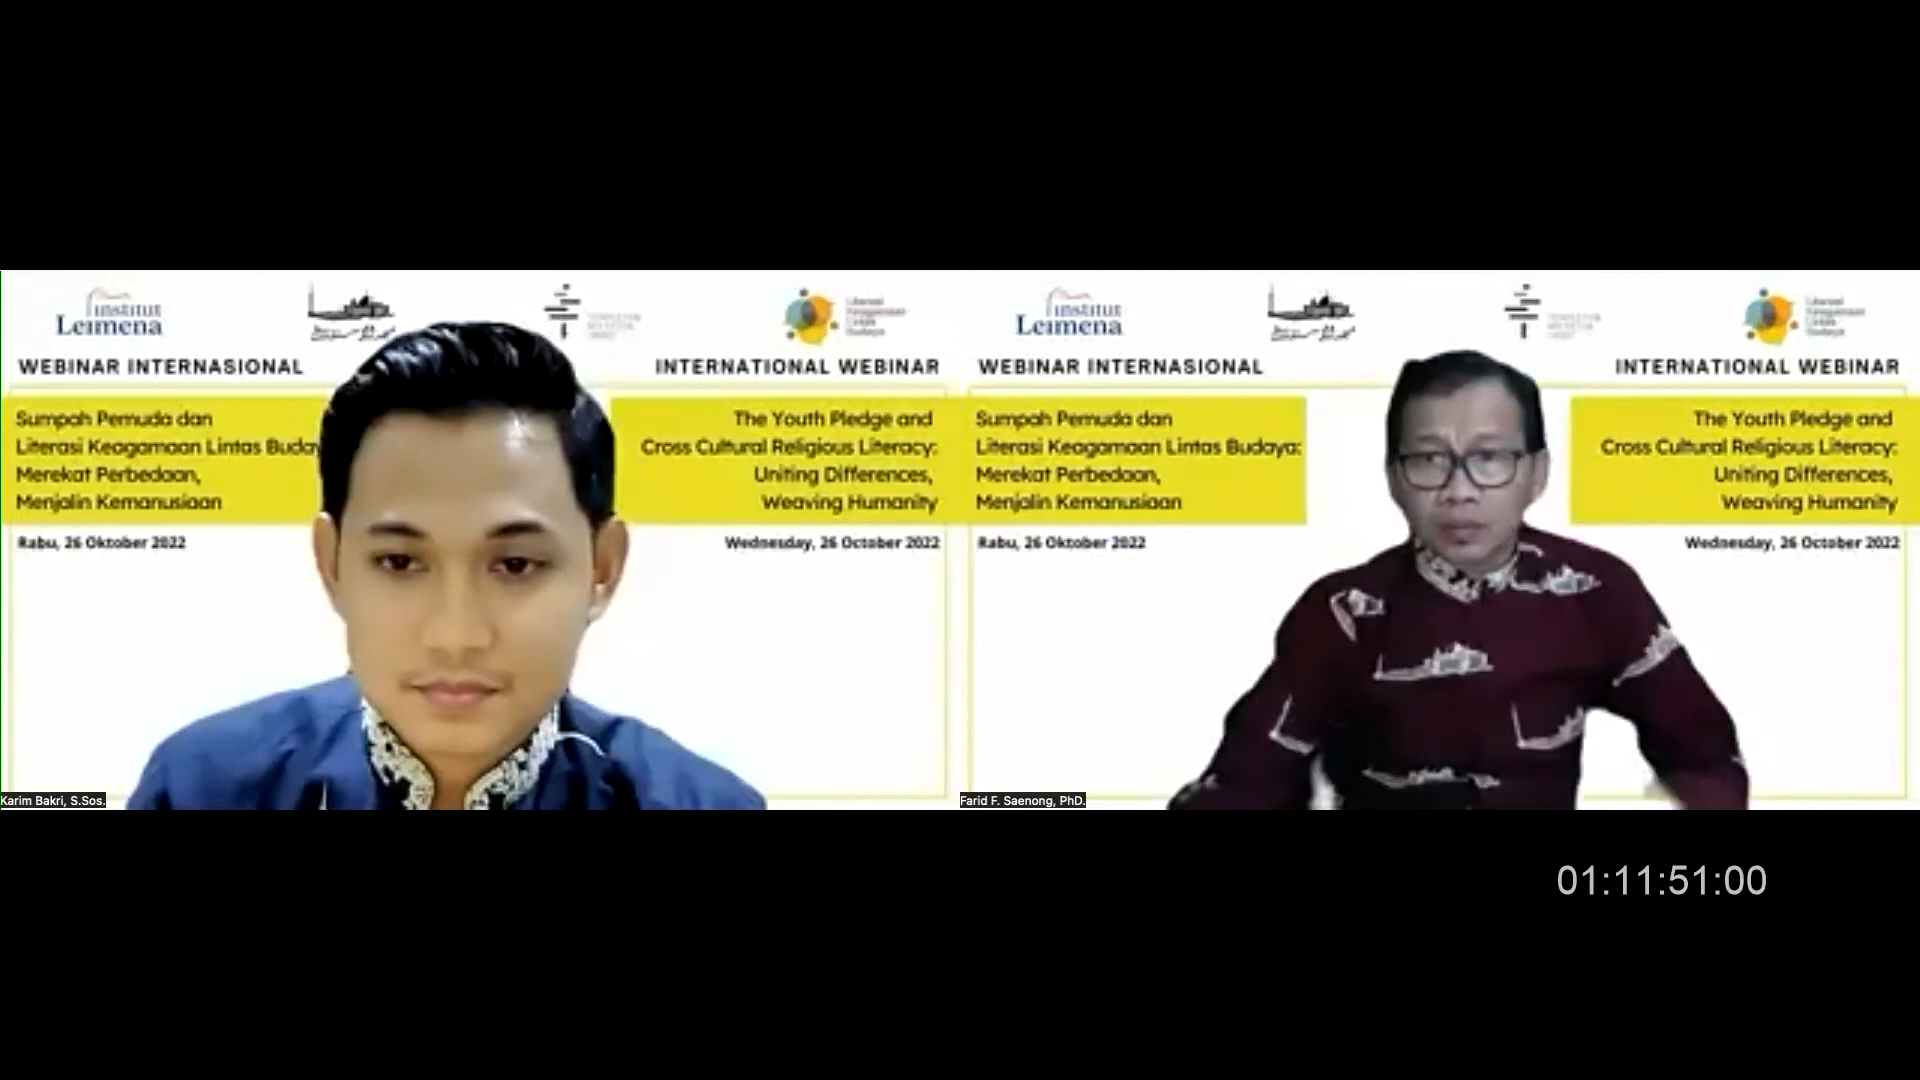 institut
Leimena
WEBINAR INTERNASIONAL
INTERNATIONAL WEBINAR
Sumpah Pemuda dan
Literasi Keagamaan Lintas Buday
Merekat Perbedaan,
Menjalin Kemanusiaan
The Youth Pledge and
Cross Cultural Religious Literacy:
Uniting Differences,
Weaving Humanity
Rabu, 26 Oktober 2022
Wednesday, 26 October 2022
Karim Bakri, S.Sos.
institut
Leimena
Literasi
Keagamaan
Lintas
Budaya
WEBINAR INTERNASIONAL
INTERNATIONAL WEBINAR
Sumpah Pemuda dan
Literasi Keagamaan Lintas Budaya:
Merekat Perbedaan,
Menjalin Kemanusiaan
The Youth Pledge and
Cross Cultural Religious Literacy:
Uniting Differences,
Weaving Humanity
Rabu, 26 Oktober 2022
Wednesday, 26 October 2022
Farid F. Saenong, PhD.
01:11:51:00